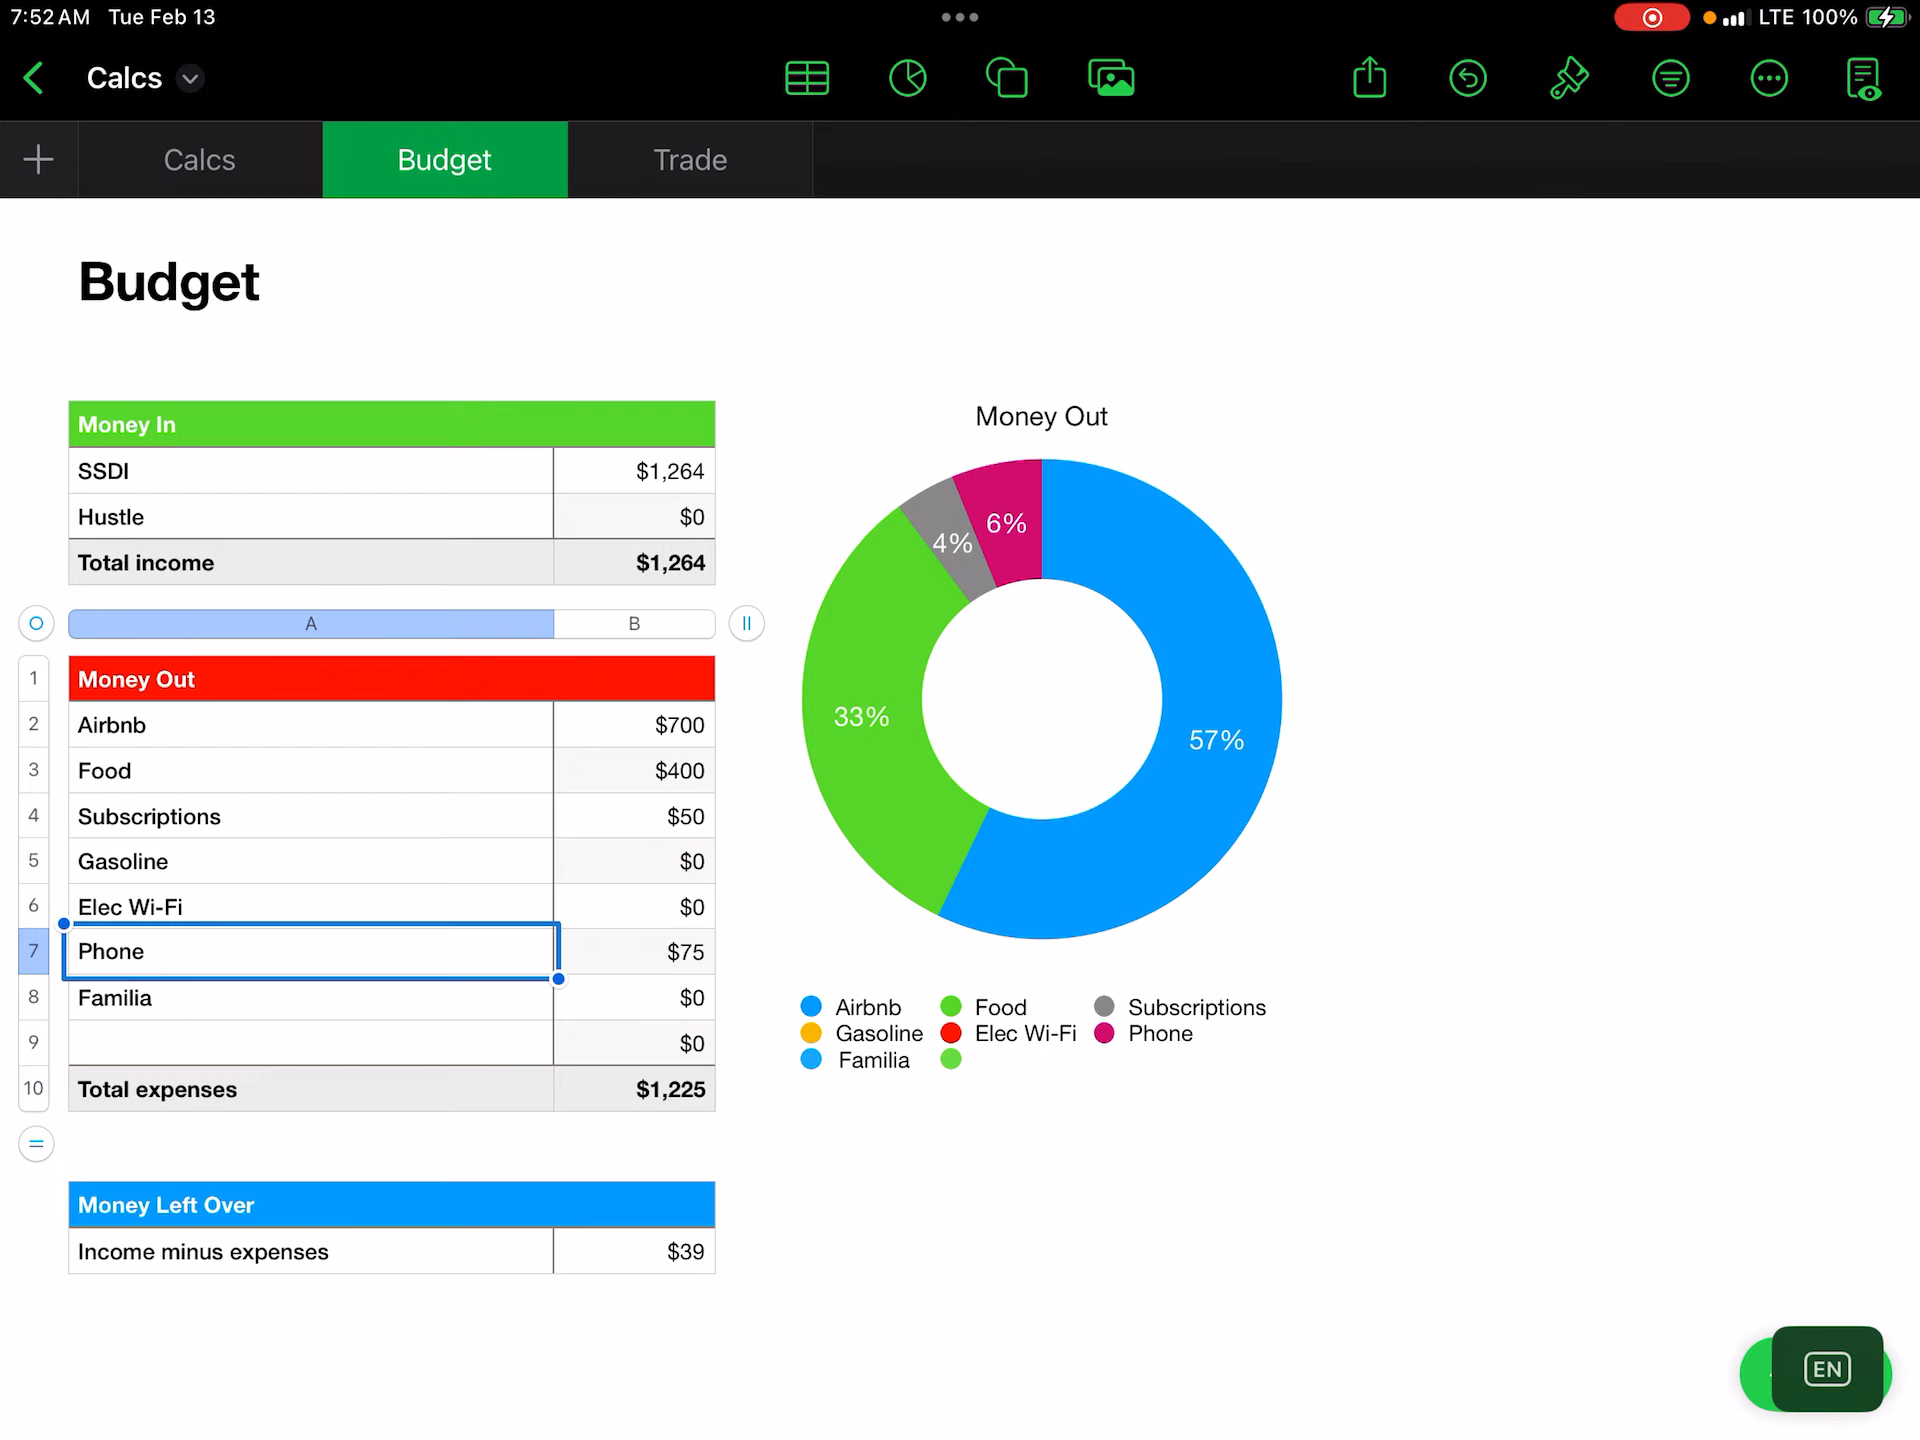 7:52 AM Tue Feb 13
LTE 100%
Calcs
Calcs Budget Trade
Budget
Money In
SSDI $1,264
Hustle $0
Total income $1,264
A B
1 Money Out
2 Airbnb $700
3 Food $400
4 Subscriptions $50
5 Gasoline $0
6 Elec Wi-Fi $0
7 Phone $75
8 Familia $0
9 $0
10 Total expenses $1,225
Money Left Over
Income minus expenses $39
Money Out
6%
4%
33%
57%
Airbnb Food Subscriptions
Gasoline Elec Wi-Fi Phone
Familia
EN